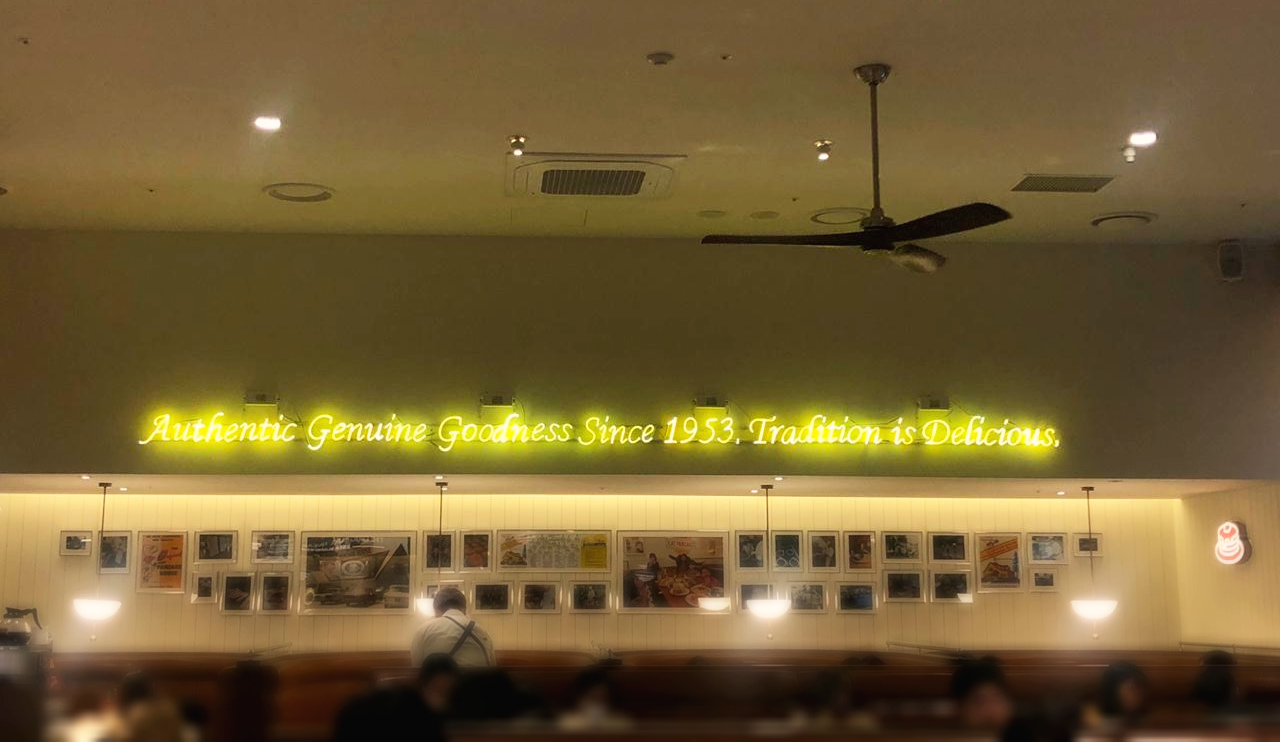 Authentic Genuine Goodness Since 1953. Tradition is Delicious.